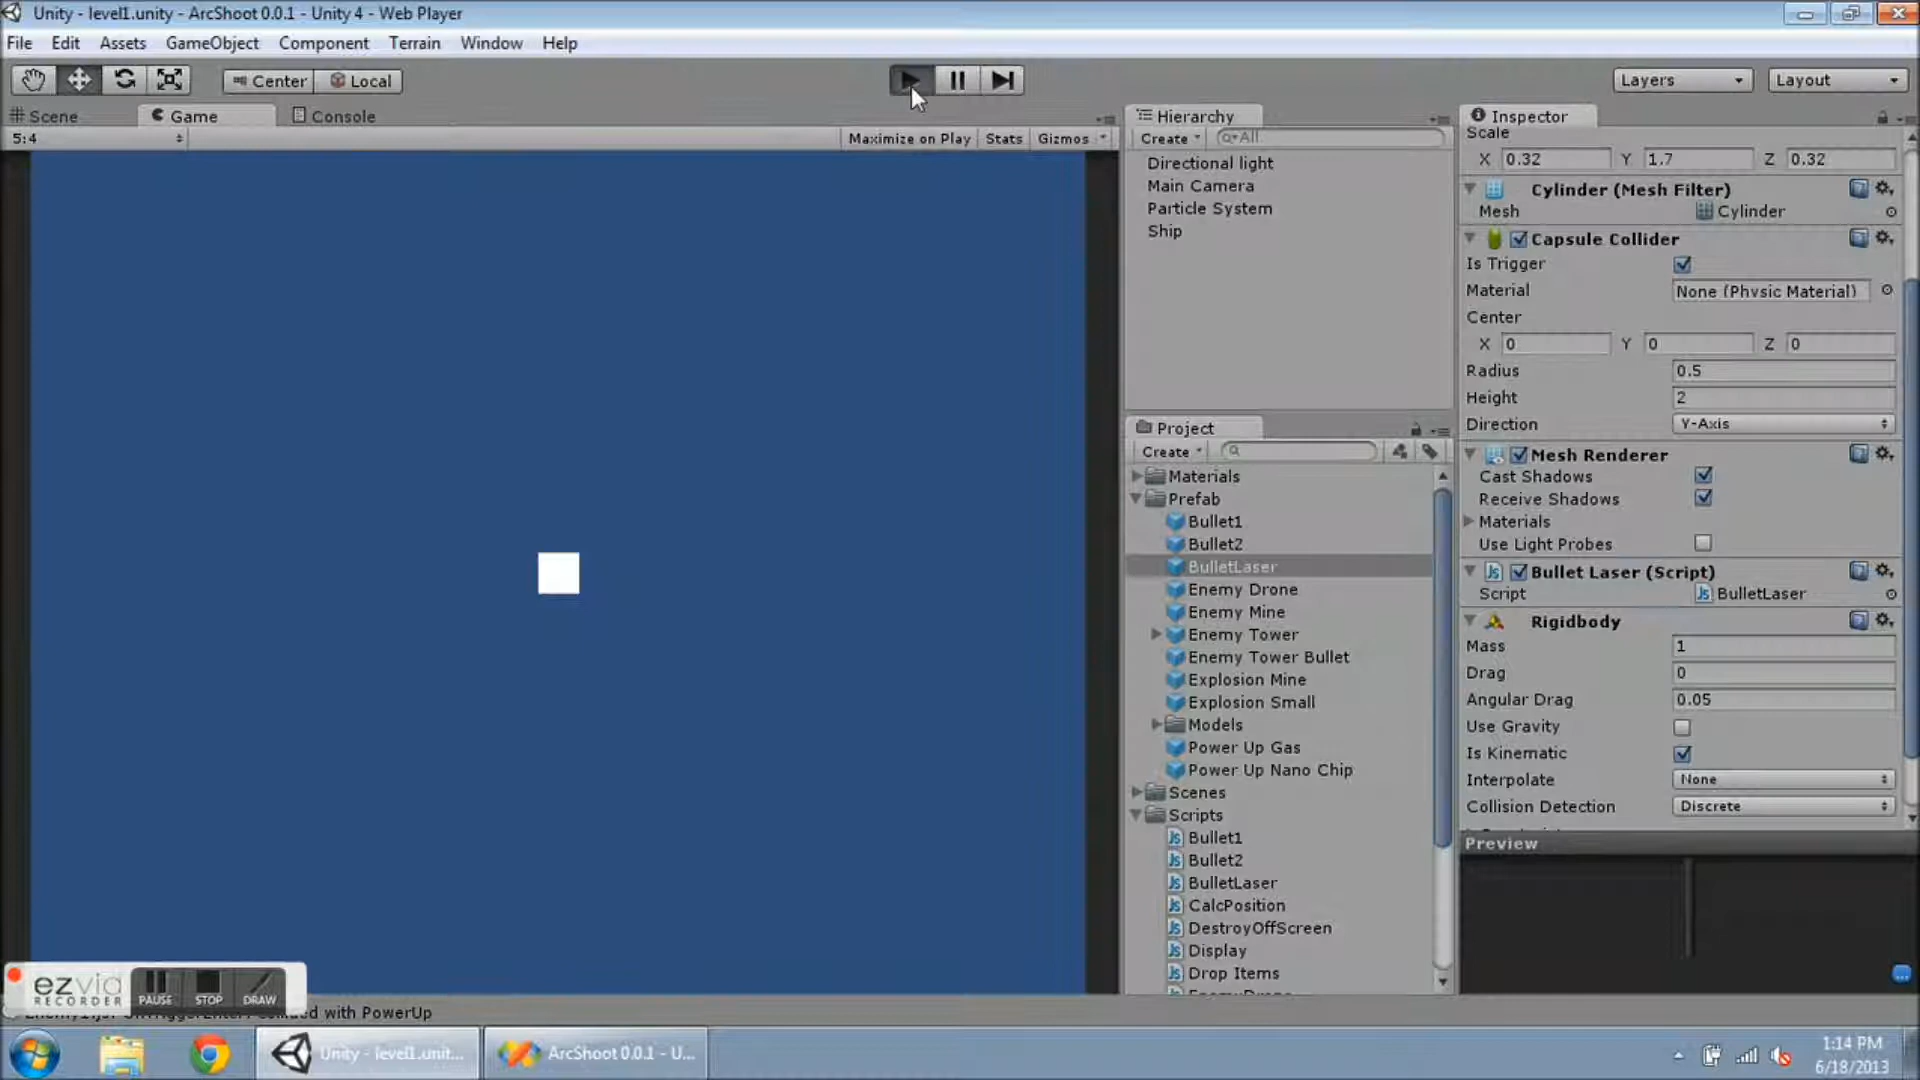 Unity - level1.unity - ArcShoot 0.0.1 - Unity 4 - Web Player
File Edit Assets GameObject Component Terrain Window Help
Center Local Layers Layout
Scene Game Console
5:4 Maximize on Play Stats Gizmos
Hierarchy
Create All
Directional light
Main Camera
Particle System
Ship
Project
Create
Materials
Prefab
Bullet1
Bullet2
BulletLaser
Enemy Drone
Enemy Mine
Enemy Tower
Enemy Tower Bullet
Explosion Mine
Explosion Small
Models
Power Up Gas
Power Up Nano Chip
Scenes
Scripts
Bullet1
Bullet2
BulletLaser
CalcPosition
DestroyOffScreen
Display
Drop Items
Inspector
Scale
X 0.32 Y 1.7 Z 0.32
Cylinder (Mesh Filter)
Mesh Cylinder
Capsule Collider
Is Trigger
Material None (Physic Material)
Center
X 0 Y 0 Z 0
Radius 0.5
Height 2
Direction Y-Axis
Mesh Renderer
Cast Shadows
Receive Shadows
Materials
Use Light Probes
Bullet Laser (Script)
Script BulletLaser
Rigidbody
Mass 1
Drag 0
Angular Drag 0.05
Use Gravity
Is Kinematic
Interpolate None
Collision Detection Discrete
Preview
ezvid
RECORDER
PAUSE STOP DRAW
with PowerUp
Unity - level1.unit...
ArcShoot 0.0.1 - U...
1:14 PM
6/18/2013